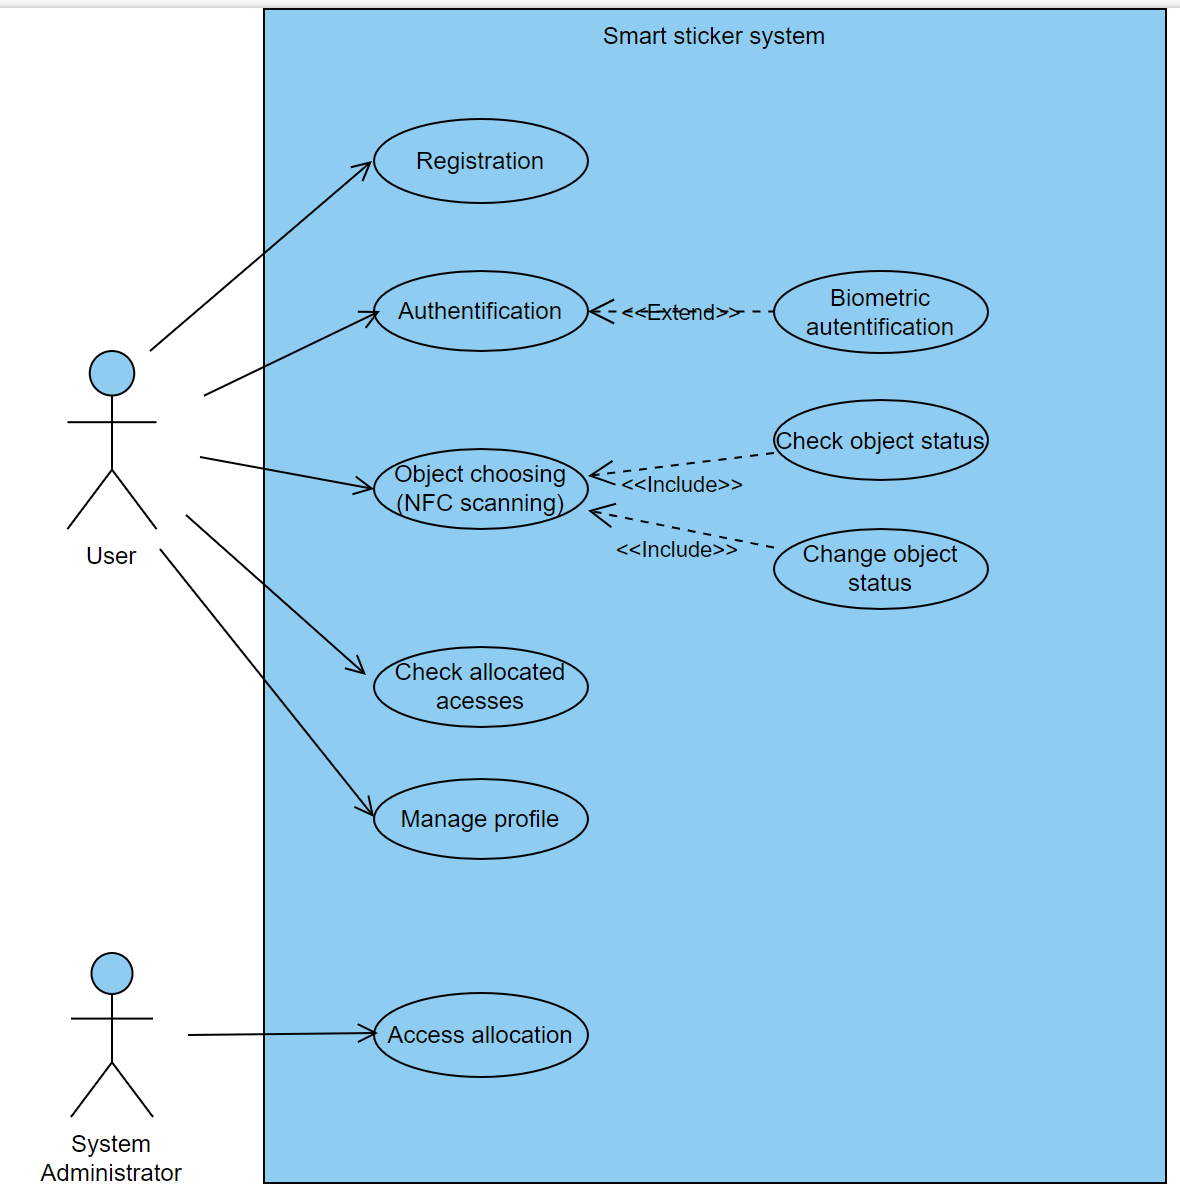 Smart sticker system
Registration
Authentification
<<Extend>>
Biometric
autentification
Check object status
Object choosing
(NFC scanning)
<<Include>>
<<Include>>
Change object
status
User
Check allocated
acesses
Manage profile
Access allocation
System
Administrator